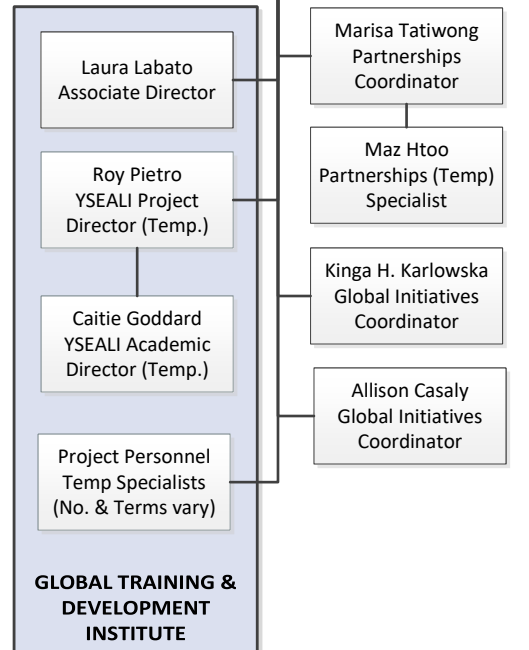 Laura Labato
Associate Director
Roy Pietro
YSEALI Project
Director (Temp.)
Caitie Goddard
YSEALI Academic
Director (Temp.)
Project Personnel
Temp Specialists
(No. & Terms vary)
GLOBAL TRAINING &
DEVELOPMENT
INSTITUTE
Marisa Tatiwong
Partnerships
Coordinator
Maz Htoo
Partnerships (Temp)
Specialist
Kinga H. Karlowska
Global Initiatives
Coordinator
Allison Casaly
Global Initiatives
Coordinator